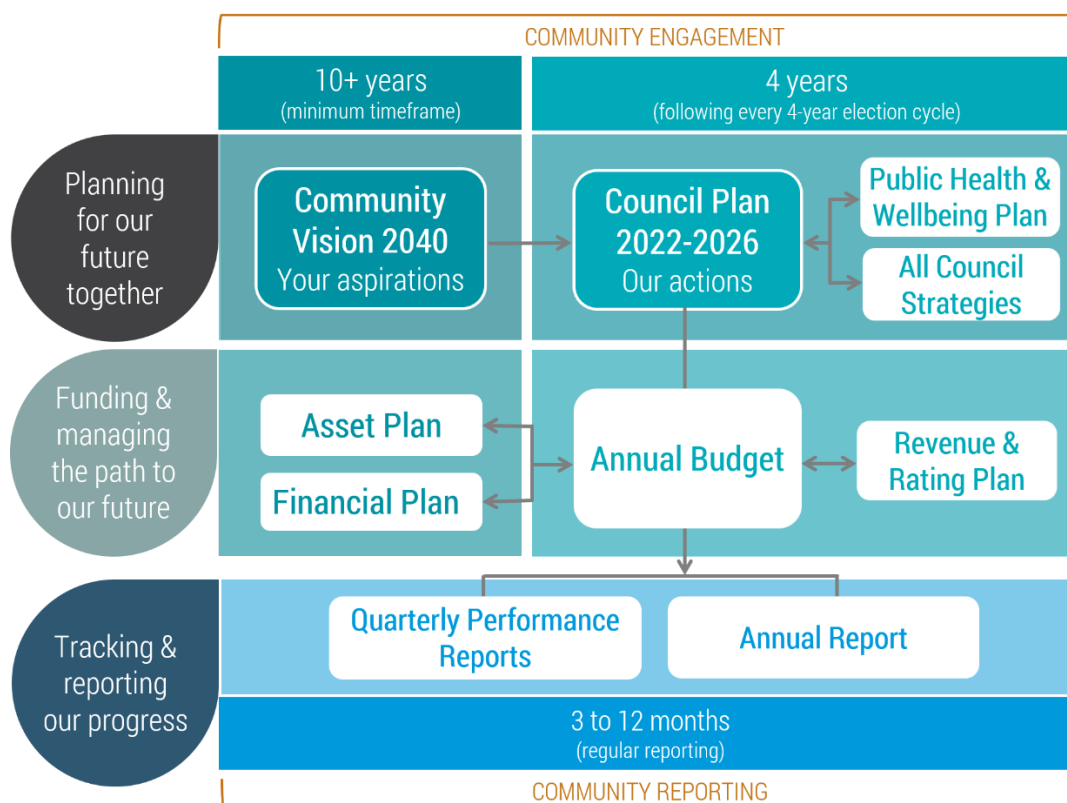 COMMUNITY ENGAGEMENT
10+ years
(minimum timeframe)
4 years
(following every 4-year election cycle)
Planning
for our
future
together
Community
Vision 2040
Your aspirations
Council Plan
2022-2026
Our actions
Public Health &
Wellbeing Plan
All Council
Strategies
Funding &
managing
the path to
our future
Asset Plan
Financial Plan
Annual Budget
Revenue &
Rating Plan
Tracking &
reporting
our progress
Quarterly Performance
Reports
Annual Report
3 to 12 months
(regular reporting)
COMMUNITY REPORTING